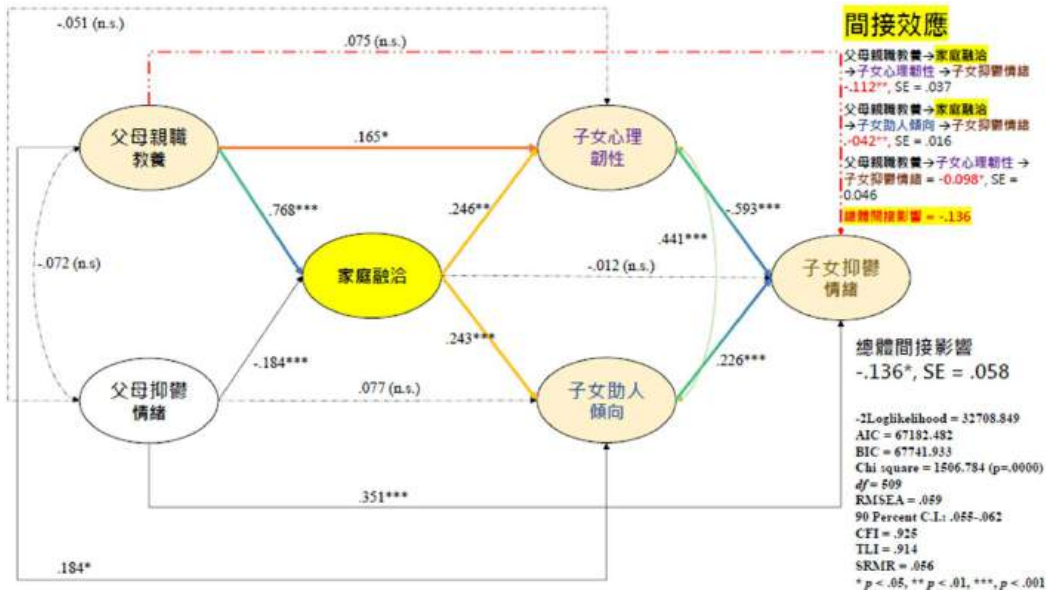 -.051 (n.s.)
.075 (n.s.)
父母親職
教養
.165*
子女心理
韌性
.768***
.246**
-.593***
.441***
-.072 (n.s)
家庭融洽
-.012 (n.s.)
子女抑鬱
情緒
-.184***
.243***
.226***
父母抑鬱
情緒
.077 (n.s.)
子女助人
傾向
.351***
.184*
間接效應
父母親職教養→家庭融洽
→子女心理韌性 →子女抑鬱情緒
-.112**, SE = .037
父母親職教養→家庭融洽
→子女助人傾向 →子女抑鬱情緒
.042**, SE = .016
父母親職教養→子女心理韌性 →
子女抑鬱情緒 = -0.098*, SE =
0.046
總體間接影響 = -.136
總體間接影響
-.136*, SE = .058
-2Loglikelihood = 32708.849
AIC = 67182.482
BIC = 67741.933
Chi square = 1506.784 (p=.0000)
df = 509
RMSEA = .059
90 Percent C.I.: .055-.062
CFI = .925
TLI = .914
SRMR = .056
* p < .05, ** p < .01, ***, p < .001